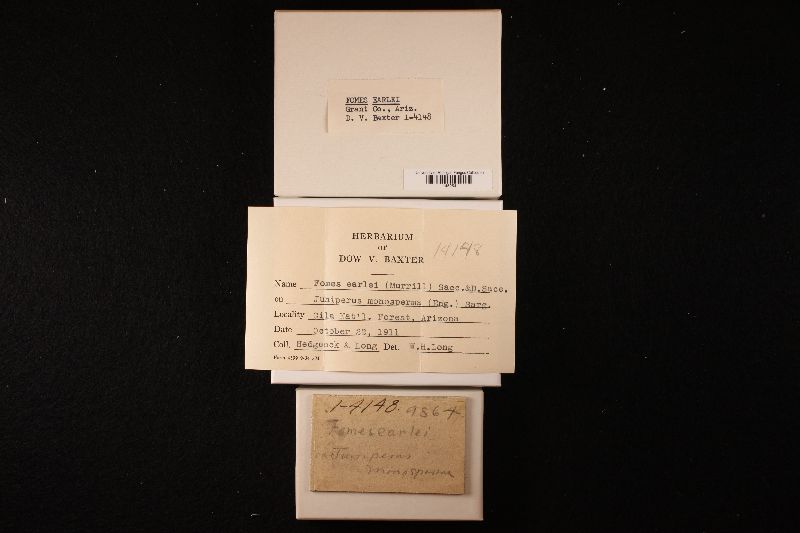 FOMES EARLEI
Grant Co., Ariz.
D. V. Baxter 1-4148
HERBARIUM
OF
DOW V. BAXTER
14148
Name Fomes earlei (Murrill) Sacc.&D.Sacc.
on Juniperus monosperma (Eng.) Sarg.
Locality Gila Nat'l. Forest, Arizona
Date October 22, 1911
Coll. Hedgcock & Long Det. W.H.Long
1-4148. 9864
Fomes earlei
on Juniperus
monosperma